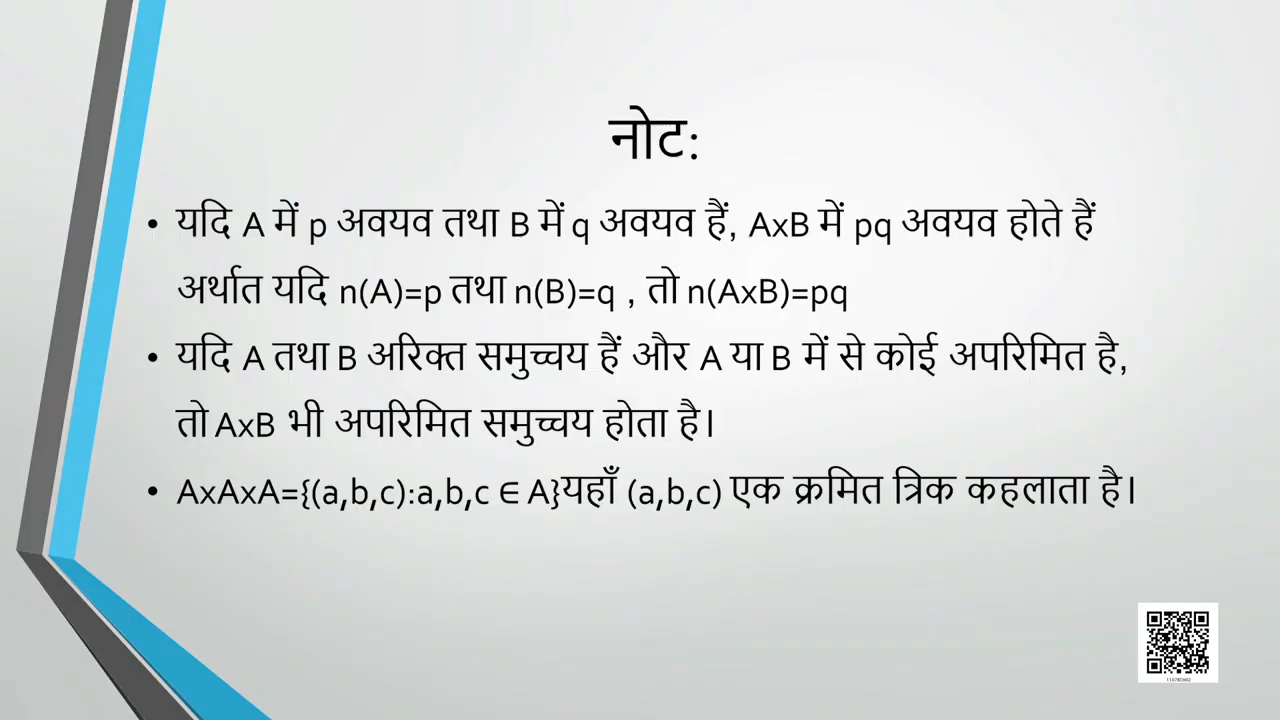 नोट:
• यदि A में p अवयव तथा B में q अवयव हैं, AxB में pq अवयव होते हैं
अर्थात यदि n(A)=p तथा n(B)=q , तो n(AxB)=pq
• यदि A तथा B अरिक्त समुच्चय हैं और A या B में से कोई अपरिमित है,
तो AxB भी अपरिमित समुच्चय होता है।
• AxAxA={(a,b,c):a,b,c ∈ A}यहाँ (a,b,c) एक क्रमित त्रिक कहलाता है।